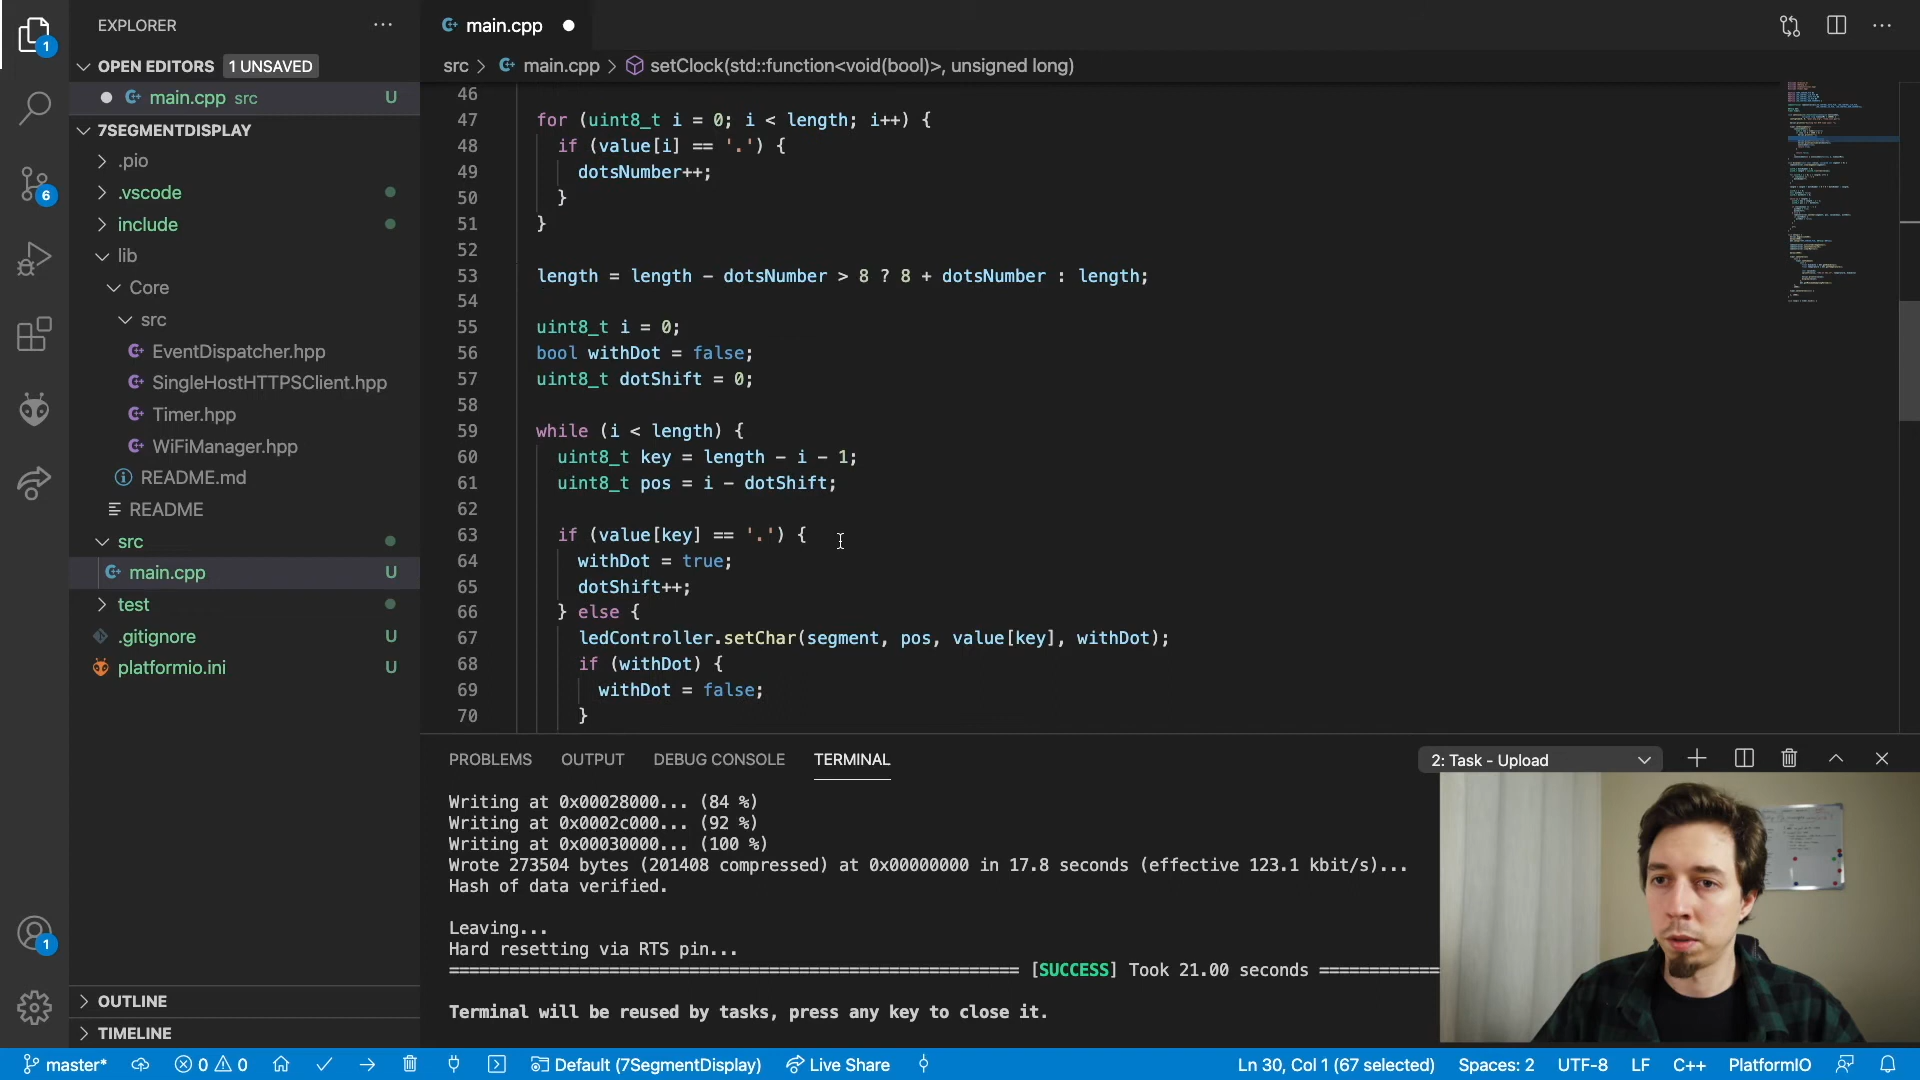 EXPLORER
main.cpp
OPEN EDITORS 1 UNSAVED
src > main.cpp > setClock(std::function<void(bool)>, unsigned long)
main.cpp src U
7SEGMENTDISPLAY
.pio
.vscode
include
lib
Core
src
EventDispatcher.hpp
SingleHostHTTPSClient.hpp
Timer.hpp
WiFiManager.hpp
README.md
README
src
main.cpp U
test
.gitignore U
platformio.ini U
OUTLINE
TIMELINE
1
6
1
46
47 for (uint8_t i = 0; i < length; i++) {
48 if (value[i] == '.') {
49 dotsNumber++;
50 }
51 }
52
53 length = length - dotsNumber > 8 ? 8 + dotsNumber : length;
54
55 uint8_t i = 0;
56 bool withDot = false;
57 uint8_t dotShift = 0;
58
59 while (i < length) {
60 uint8_t key = length - i - 1;
61 uint8_t pos = i - dotShift;
62
63 if (value[key] == '.') {
64 withDot = true;
65 dotShift++;
66 } else {
67 ledController.setChar(segment, pos, value[key], withDot);
68 if (withDot) {
69 withDot = false;
70 }
PROBLEMS OUTPUT DEBUG CONSOLE TERMINAL 2: Task - Upload
Writing at 0x00028000... (84 %)
Writing at 0x0002c000... (92 %)
Writing at 0x00030000... (100 %)
Wrote 273504 bytes (201408 compressed) at 0x00000000 in 17.8 seconds (effective 123.1 kbit/s)...
Hash of data verified.
Leaving...
Hard resetting via RTS pin...
[SUCCESS] Took 21.00 seconds
Terminal will be reused by tasks, press any key to close it.
master* 0 0 Default (7SegmentDisplay) Live Share Ln 30, Col 1 (67 selected) Spaces: 2 UTF-8 LF C++ PlatformIO